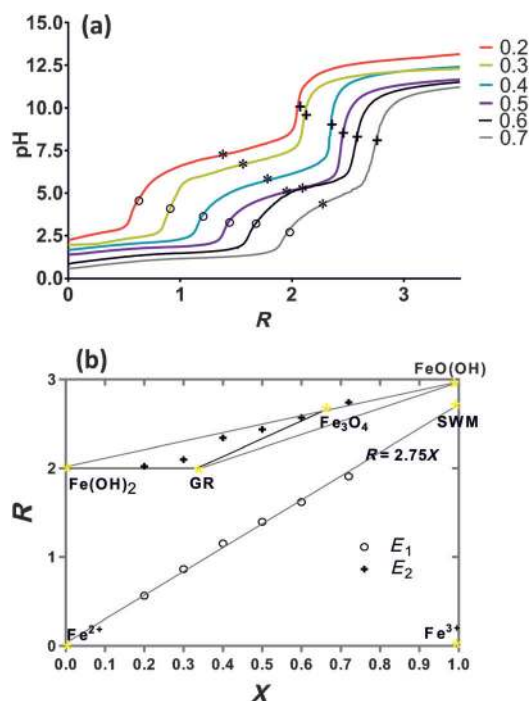 (a)
15.0
12.5
10.0
7.5
5.0
2.5
0.0
pH
0 1 2 3
R
0.2
0.3
0.4
0.5
0.6
0.7
(b)
FeO(OH)
3
2
1
0
R
Fe₃O₄
SWM
R = 2.75X
Fe(OH)₂
GR
E₁
E₂
Fe²⁺
Fe³⁺
0.0 0.1 0.2 0.3 0.4 0.5 0.6 0.7 0.8 0.9 1.0
X